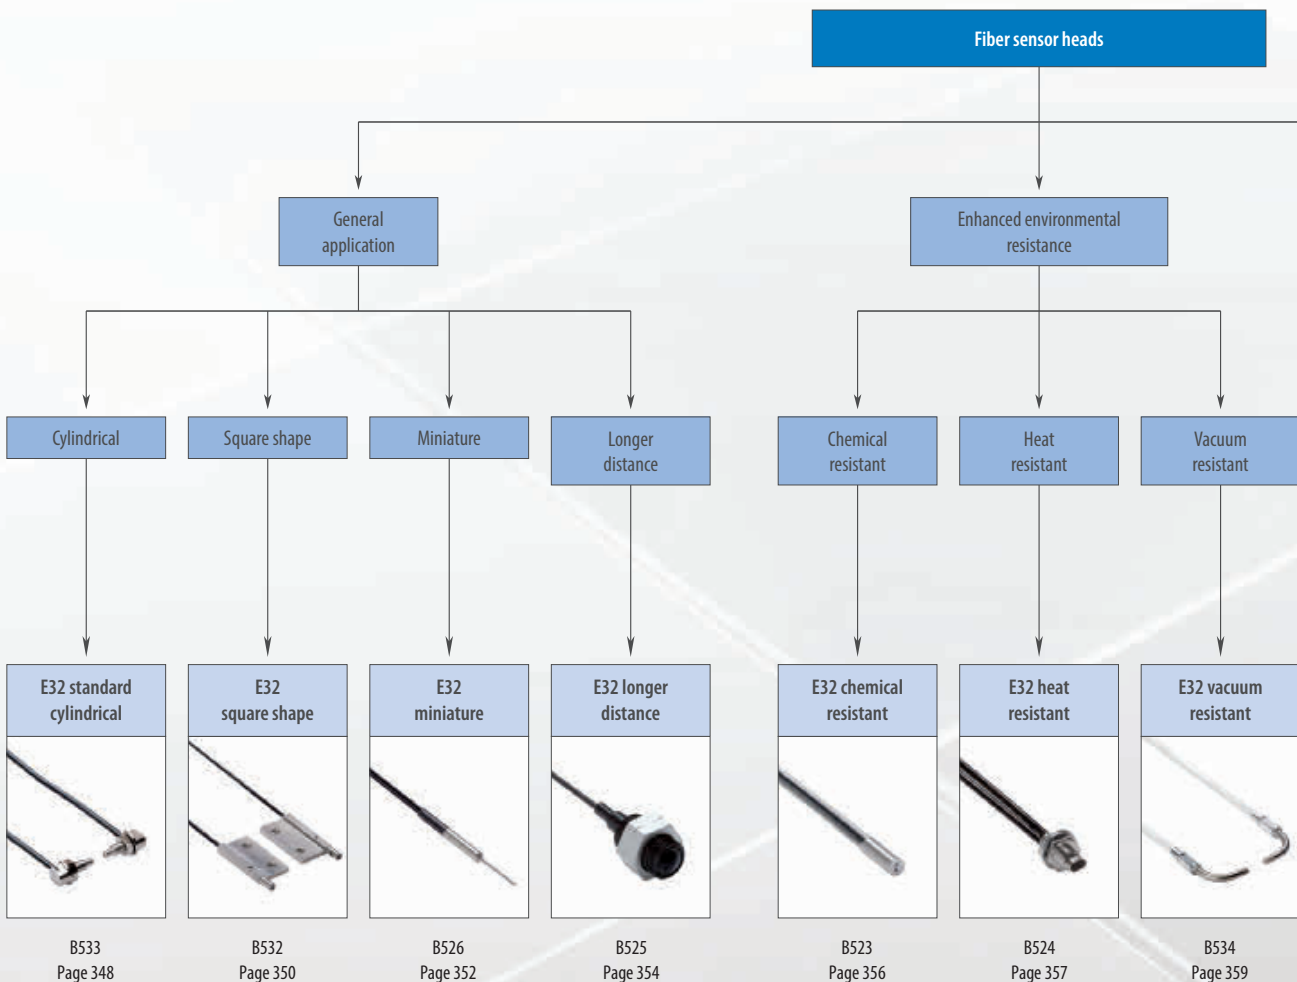 Fiber sensor heads
General
application
Enhanced environmental
resistance
Cylindrical
Square shape
Miniature
Longer
distance
Chemical
resistant
Heat
resistant
Vacuum
resistant
E32 standard
cylindrical
E32
square shape
E32
miniature
E32 longer
distance
E32 chemical
resistant
E32 heat
resistant
E32 vacuum
resistant
B533
Page 348
B532
Page 350
B526
Page 352
B525
Page 354
B523
Page 356
B524
Page 357
B534
Page 359